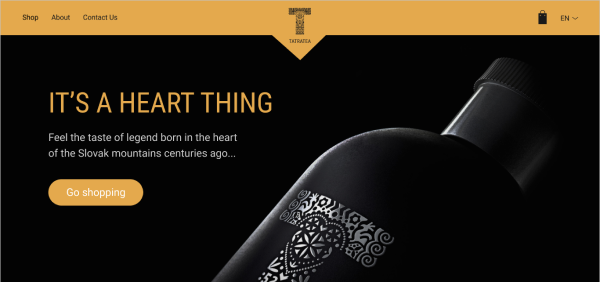 Shop About Contact Us
T
TATRATEA
EN
IT'S A HEART THING
Feel the taste of legend born in the heart
of the Slovak mountains centuries ago...
Go shopping
T